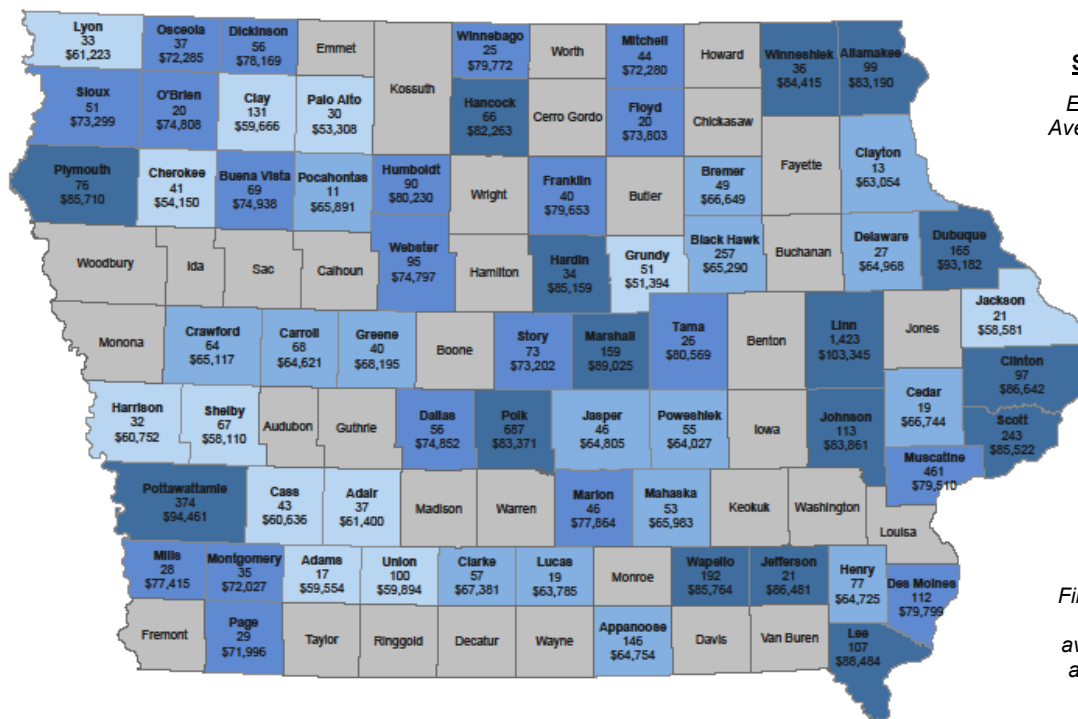 Lyon
33
$61,223
Osceola
37
$72,285
Dickinson
56
$78,169
Emmet
Kossuth
Winnebago
25
$79,772
Worth
Mitchell
44
$72,280
Howard
Winneshiek
36
$84,415
Allamakee
99
$83,190
Sioux
51
$73,299
O'Brien
20
$74,808
Clay
131
$59,666
Palo Alto
30
$53,308
Hancock
66
$82,263
Cerro Gordo
Floyd
20
$73,803
Chickasaw
Plymouth
76
$85,710
Cherokee
41
$54,150
Buena Vista
69
$74,938
Pocahontas
11
$65,891
Humboldt
90
$80,230
Wright
Franklin
40
$79,653
Butler
Bremer
49
$66,649
Fayette
Clayton
13
$63,054
Woodbury
Ida
Sac
Calhoun
Webster
95
$74,797
Hamilton
Hardin
34
$85,159
Grundy
51
$51,394
Black Hawk
257
$65,290
Buchanan
Delaware
27
$64,968
Dubuque
165
$93,182
Monona
Crawford
64
$65,117
Carroll
68
$64,621
Greene
40
$68,195
Boone
Story
73
$73,202
Marshall
159
$89,025
Tama
26
$80,569
Benton
Linn
1,423
$103,345
Jones
Jackson
21
$58,581
Clinton
97
$86,642
Harrison
32
$60,752
Shelby
67
$58,110
Audubon
Guthrie
Dallas
56
$74,852
Polk
687
$83,371
Jasper
46
$64,805
Poweshiek
55
$64,027
Iowa
Johnson
113
$83,861
Cedar
19
$66,744
Scott
243
$85,522
Muscatine
461
$79,510
Pottawattamie
374
$94,461
Cass
43
$60,636
Adair
37
$61,400
Madison
Warren
Marion
46
$77,864
Mahaska
53
$65,983
Keokuk
Washington
Louisa
Mills
28
$77,415
Montgomery
35
$72,027
Adams
17
$59,554
Union
100
$59,894
Clarke
57
$67,381
Lucas
19
$63,785
Monroe
Wapello
192
$85,764
Jefferson
21
$86,481
Henry
77
$64,725
Des Moines
112
$79,799
Fremont
Page
29
$71,996
Taylor
Ringgold
Decatur
Wayne
Appanoose
146
$64,754
Davis
Van Buren
Lee
107
$88,484
S
E
Ave
Fir
av
a